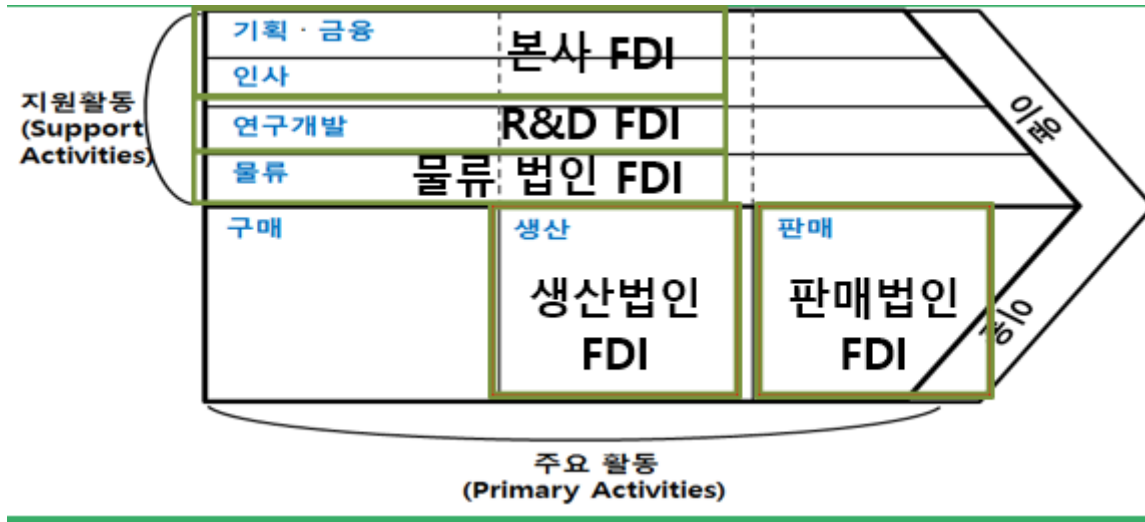 기획 · 금융
본사 FDI
인사
지원활동
(Support
Activities)
연구개발
R&D FDI
물류
물류 법인 FDI
이윤
구매
생산
판매
생산법인
FDI
판매법인
FDI
이윤
주요 활동
(Primary Activities)